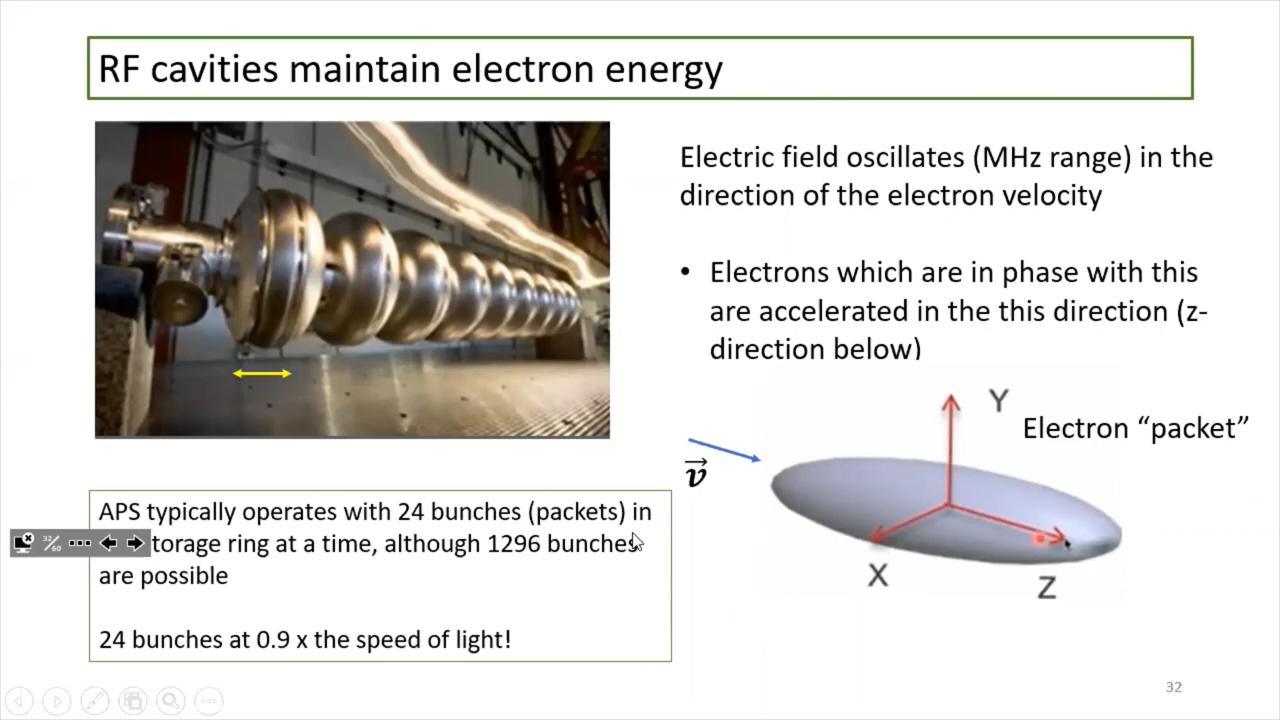 RF cavities maintain electron energy
Electric field oscillates (MHz range) in the
direction of the electron velocity
• Electrons which are in phase with this
are accelerated in the this direction (z-
direction below)
Y
Electron “packet”
v
X
Z
APS typically operates with 24 bunches (packets) in
torage ring at a time, although 1296 bunches
are possible
24 bunches at 0.9 x the speed of light!
32/60
32